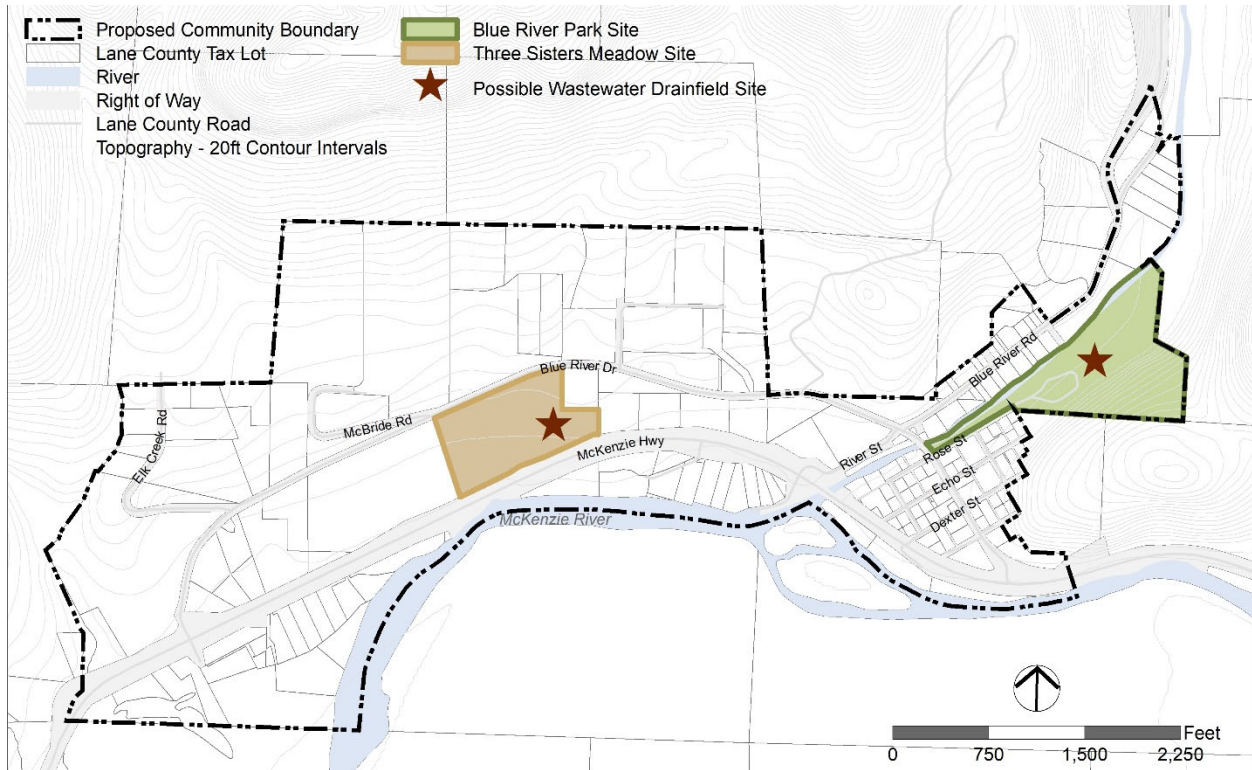 Proposed Community Boundary
Lane County Tax Lot
River
Right of Way
Lane County Road
Topography - 20ft Contour Intervals
Blue River Park Site
Three Sisters Meadow Site
Possible Wastewater Drainfield Site
Blue River Rd
Blue River Dr
Elk Creek Rd
McBride Rd
McKenzie Hwy
River St
Rose St
Echo St
Dexter St
McKenzie River
Feet
0 750 1,500 2,250